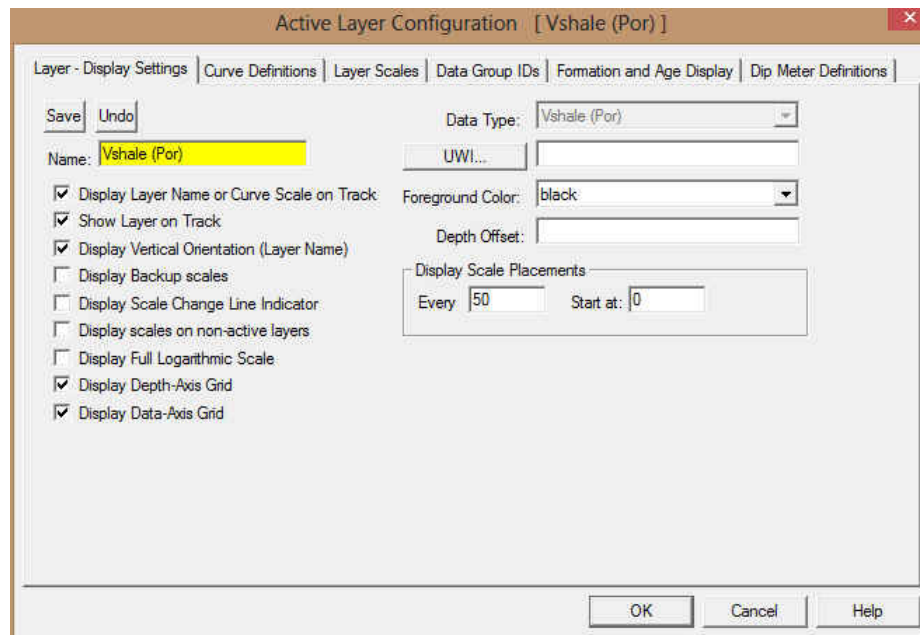 Active Layer Configuration [ Vshale (Por) ]
Layer - Display Settings Curve Definitions Layer Scales Data Group IDs Formation and Age Display Dip Meter Definitions
Save Undo
Name: Vshale (Por)
Display Layer Name or Curve Scale on Track
Show Layer on Track
Display Vertical Orientation (Layer Name)
Display Backup scales
Display Scale Change Line Indicator
Display scales on non-active layers
Display Full Logarithmic Scale
Display Depth-Axis Grid
Display Data-Axis Grid
Data Type: Vshale (Por)
UWI...
Foreground Color: black
Depth Offset:
Display Scale Placements
Every 50 Start at: 0
OK Cancel Help